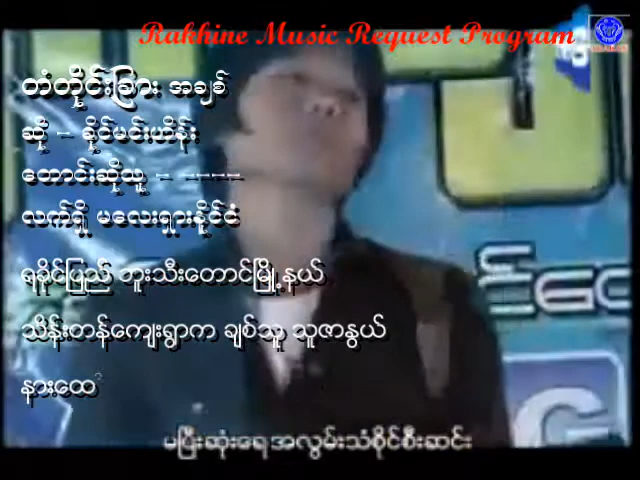 Rakhine Music Request Program
တံတိုင်းခြား အချစ်
ဆို - နိုင်မင်းဟိန်း
တောင်းဆိုသူ - ----
လက်ရှိ မလေးရှားနိုင်ငံ
ရခိုင်ပြည် ဘူးသီးတောင်မြို့နယ်
သိန်းတန်ကျေးရွာက ချစ်သူ သူဇာနွယ်
နားထေ
မပြီးဆုံးရေအလွမ်းသံစိုင်စီးဆင်း